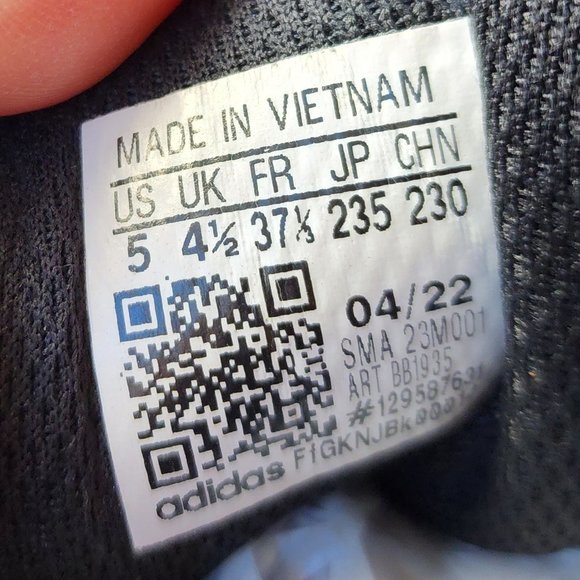 MADE IN VIETNAM
US UK FR JP CHN
5 4½ 37⅓ 235 230
04/22
SMA 23M001
ART BB1935
adidas